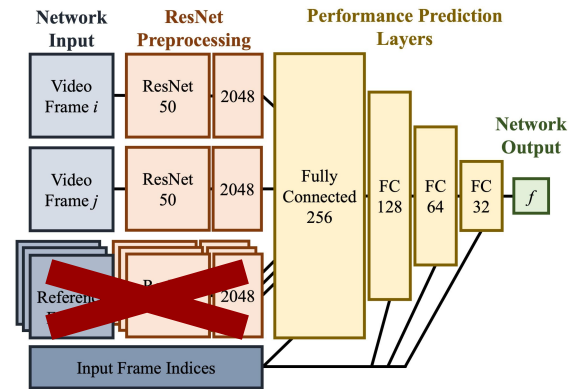 Network
Input
ResNet
Preprocessing
Performance Prediction
Layers
Video
Frame i
ResNet
50
2048
Video
Frame j
ResNet
50
2048
2048
Fully
Connected
256
FC
128
FC
64
FC
32
Network
Output
f
Input Frame Indices